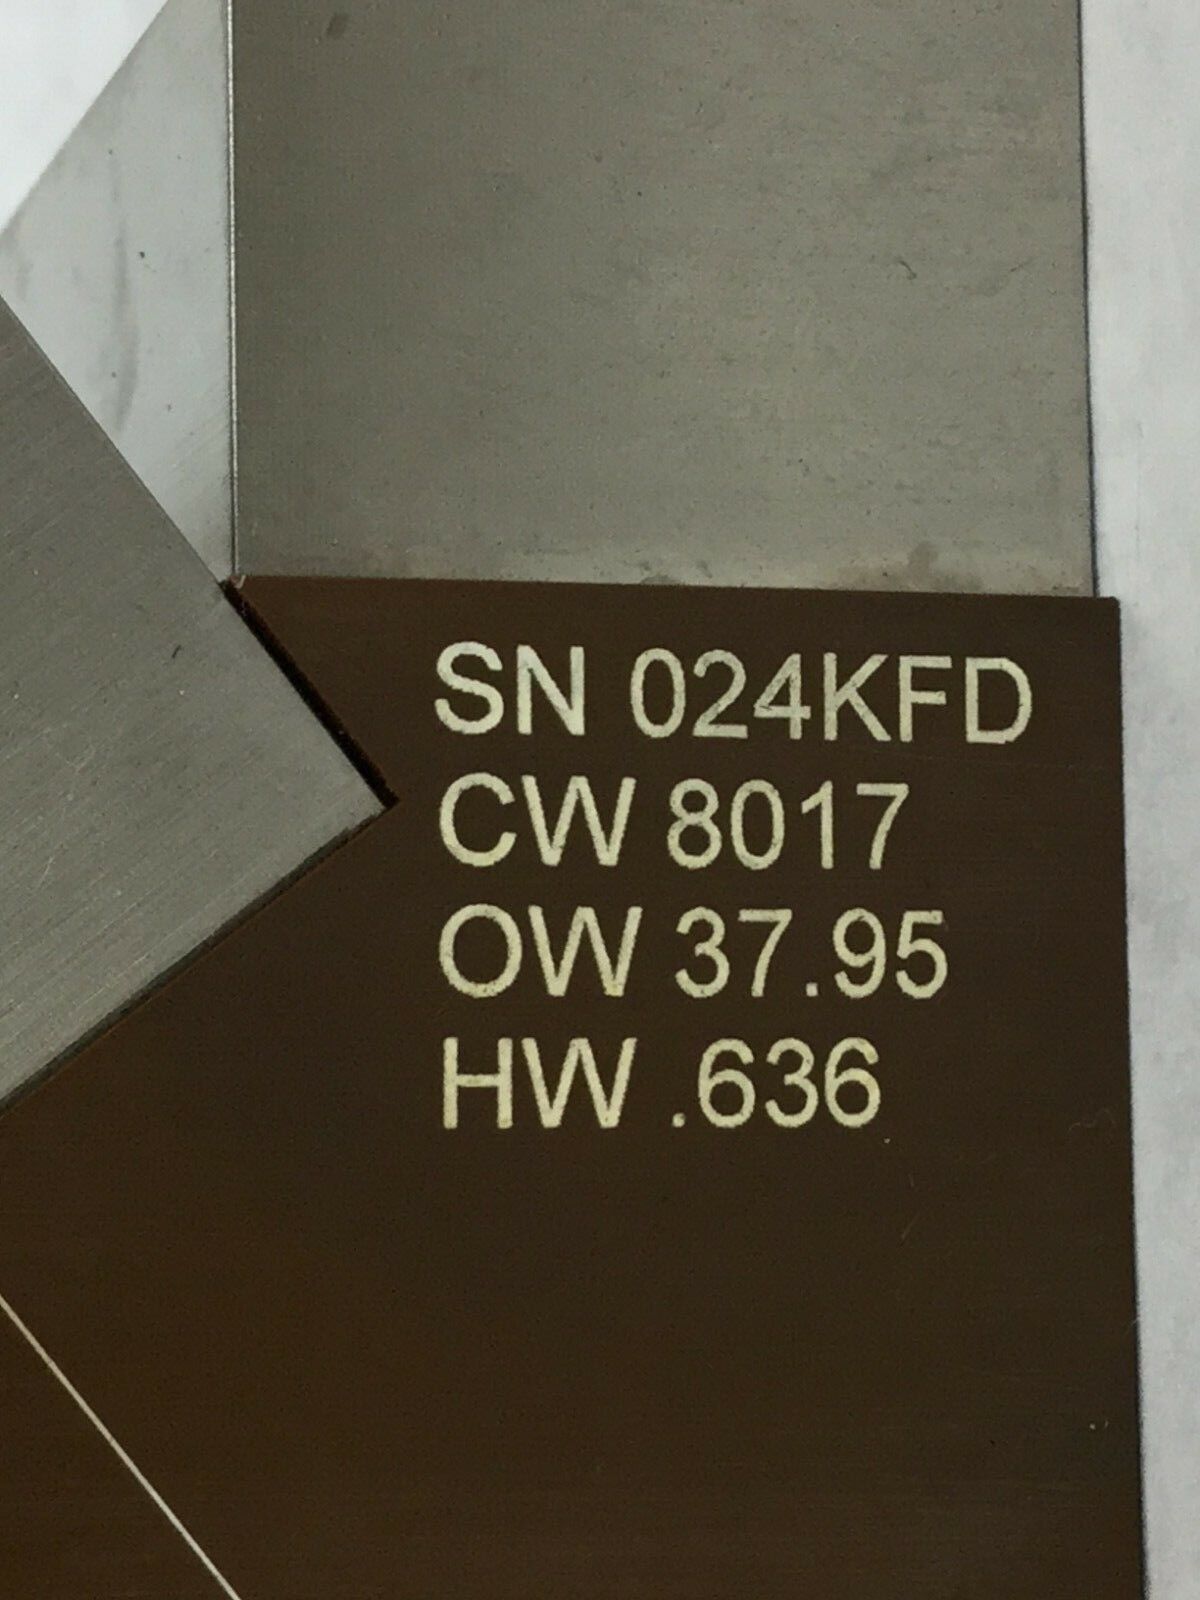 SN 024KFD
CW 8017
OW 37.95
HW .636